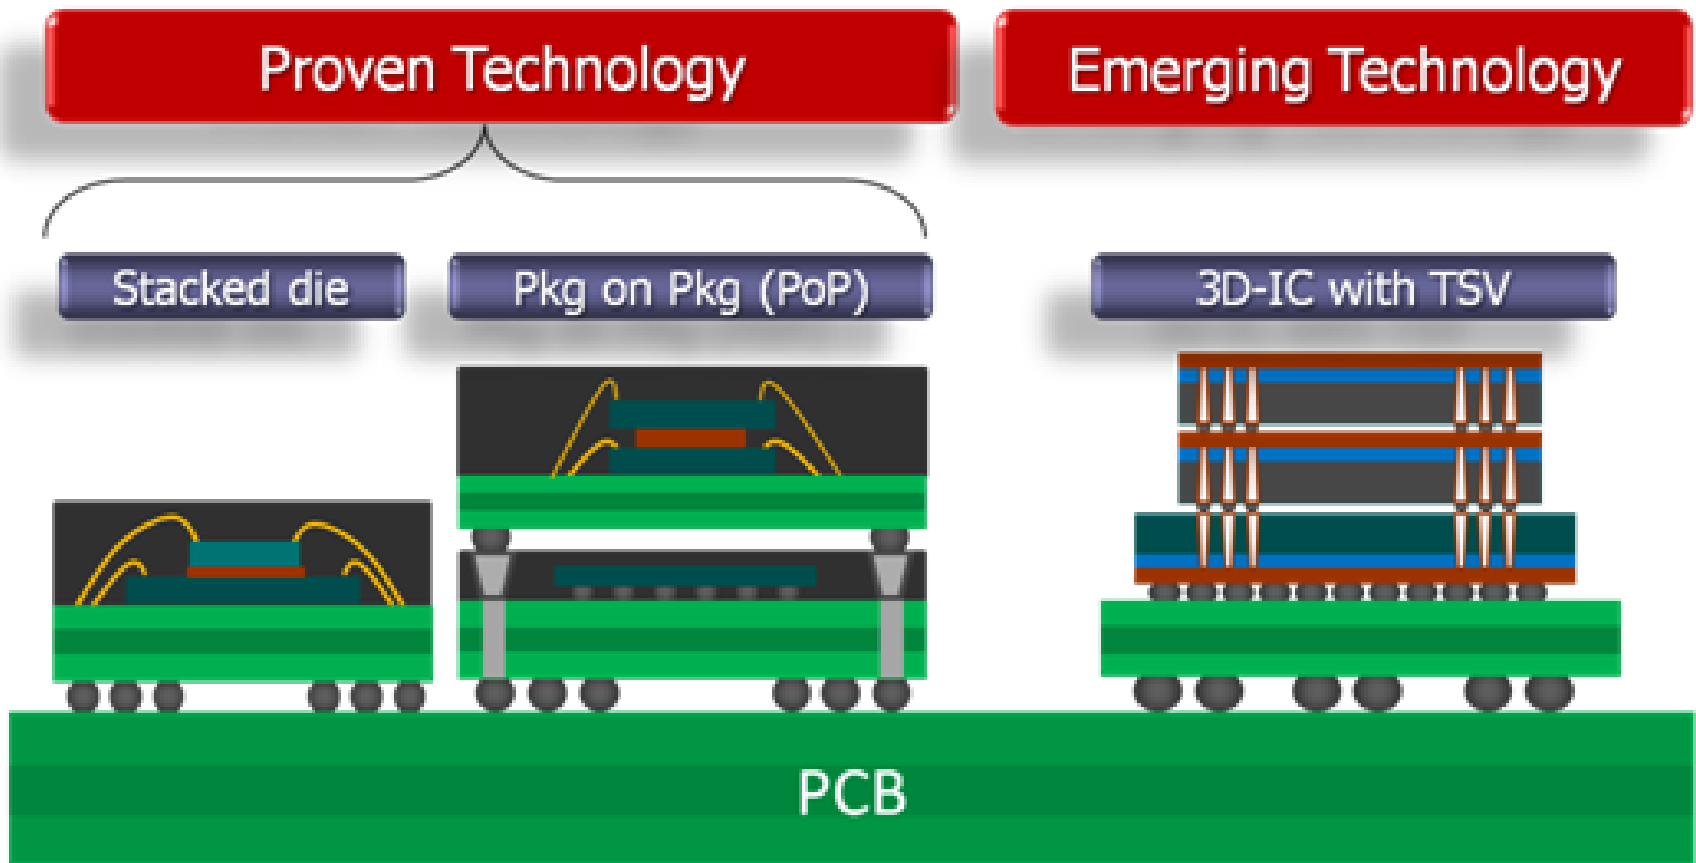 Proven Technology
Emerging Technology
Stacked die
Pkg on Pkg (PoP)
3D-IC with TSV
PCB